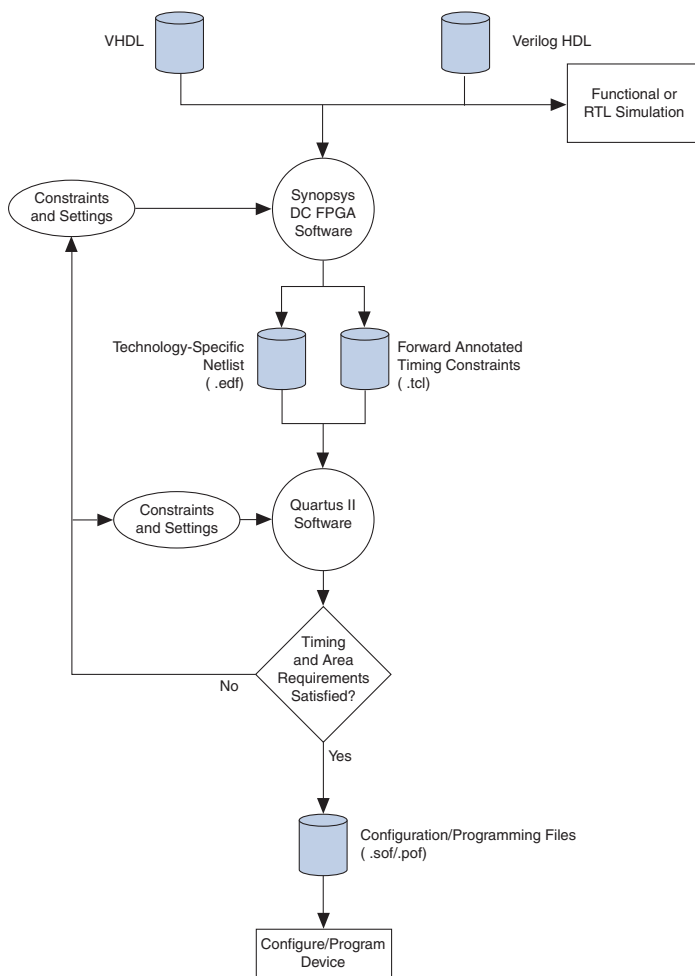 VHDL
Verilog HDL
Functional or
RTL Simulation
Constraints
and Settings
Synopsys
DC FPGA
Software
Technology-Specific
Netlist
( .edf)
Forward Annotated
Timing Constraints
( .tcl)
Constraints
and Settings
Quartus II
Software
Timing
and Area
Requirements
Satisfied?
No
Yes
Configuration/Programming Files
( .sof/.pof)
Configure/Program
Device